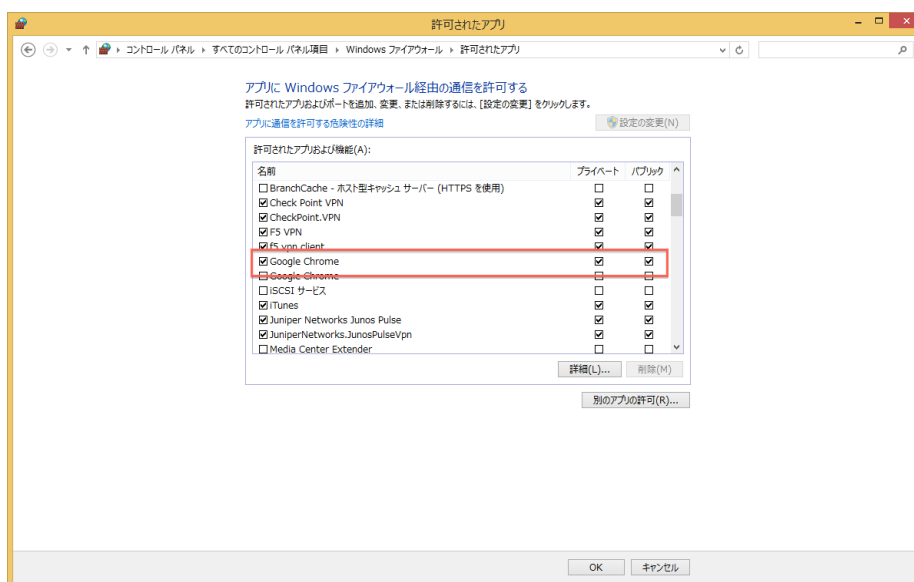 許可されたアプリ
コントロール パネル
すべてのコントロール パネル項目
Windows ファイアウォール
許可されたアプリ
アプリに Windows ファイアウォール経由の通信を許可する
許可されたアプリおよびポートを追加、変更、または削除するには、[設定の変更] をクリックします。
アプリに通信を許可する危険性の詳細
設定の変更(N)
許可されたアプリおよび機能(A):
名前 プライベート パブリック
BranchCache - ホスト型キャッシュ サーバー (HTTPS を使用)
Check Point VPN
CheckPoint.VPN
F5 VPN
f5 vpn client
Google Chrome
Google Chrome
iSCSI サービス
iTunes
Juniper Networks Junos Pulse
JuniperNetworks.JunosPulseVpn
Media Center Extender
詳細(L)... 削除(M)
別のアプリの許可(R)...
OK キャンセル